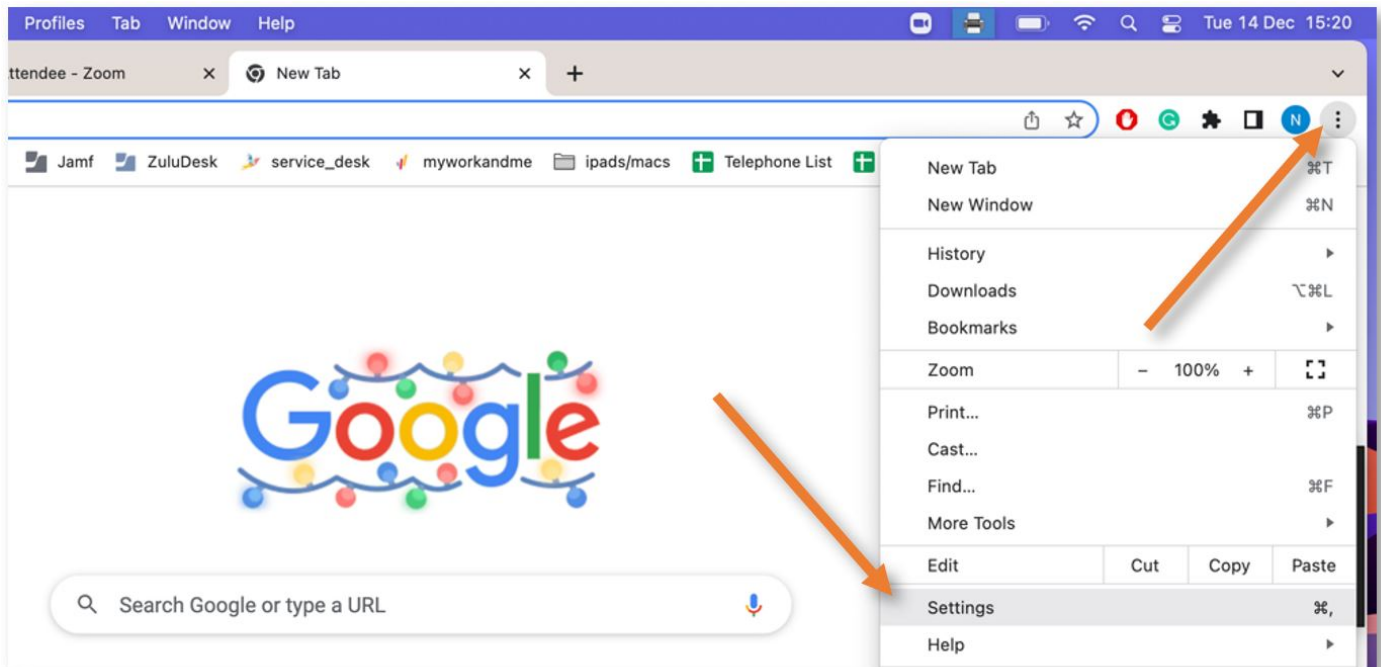 Profiles Tab Window Help Tue 14 Dec 15:20
ttendee - Zoom New Tab
N
Jamf ZuluDesk service_desk myworkandme ipads/macs Telephone List
New Tab ⌘T
New Window ⌘N
History
Downloads ⌥⌘L
Bookmarks
Zoom - 100% +
Google
Print... ⌘P
Cast...
Find... ⌘F
More Tools
Edit Cut Copy Paste
Search Google or type a URL
Settings ⌘,
Help